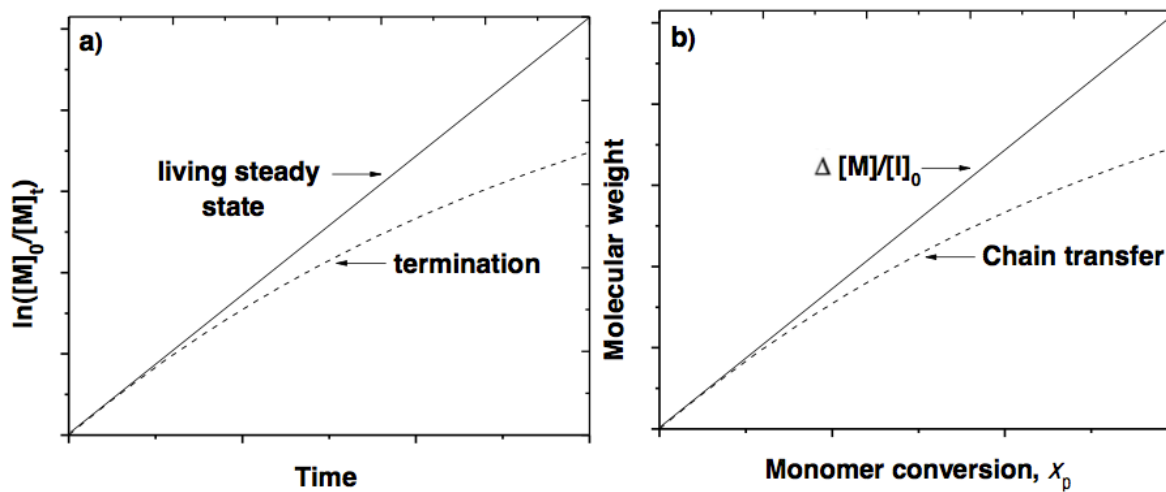 a)
living steady
state
termination
ln([M]₀/[M]ₜ)
Time
b)
Δ [M]/[I]₀
Chain transfer
Molecular weight
Monomer conversion, xₚ